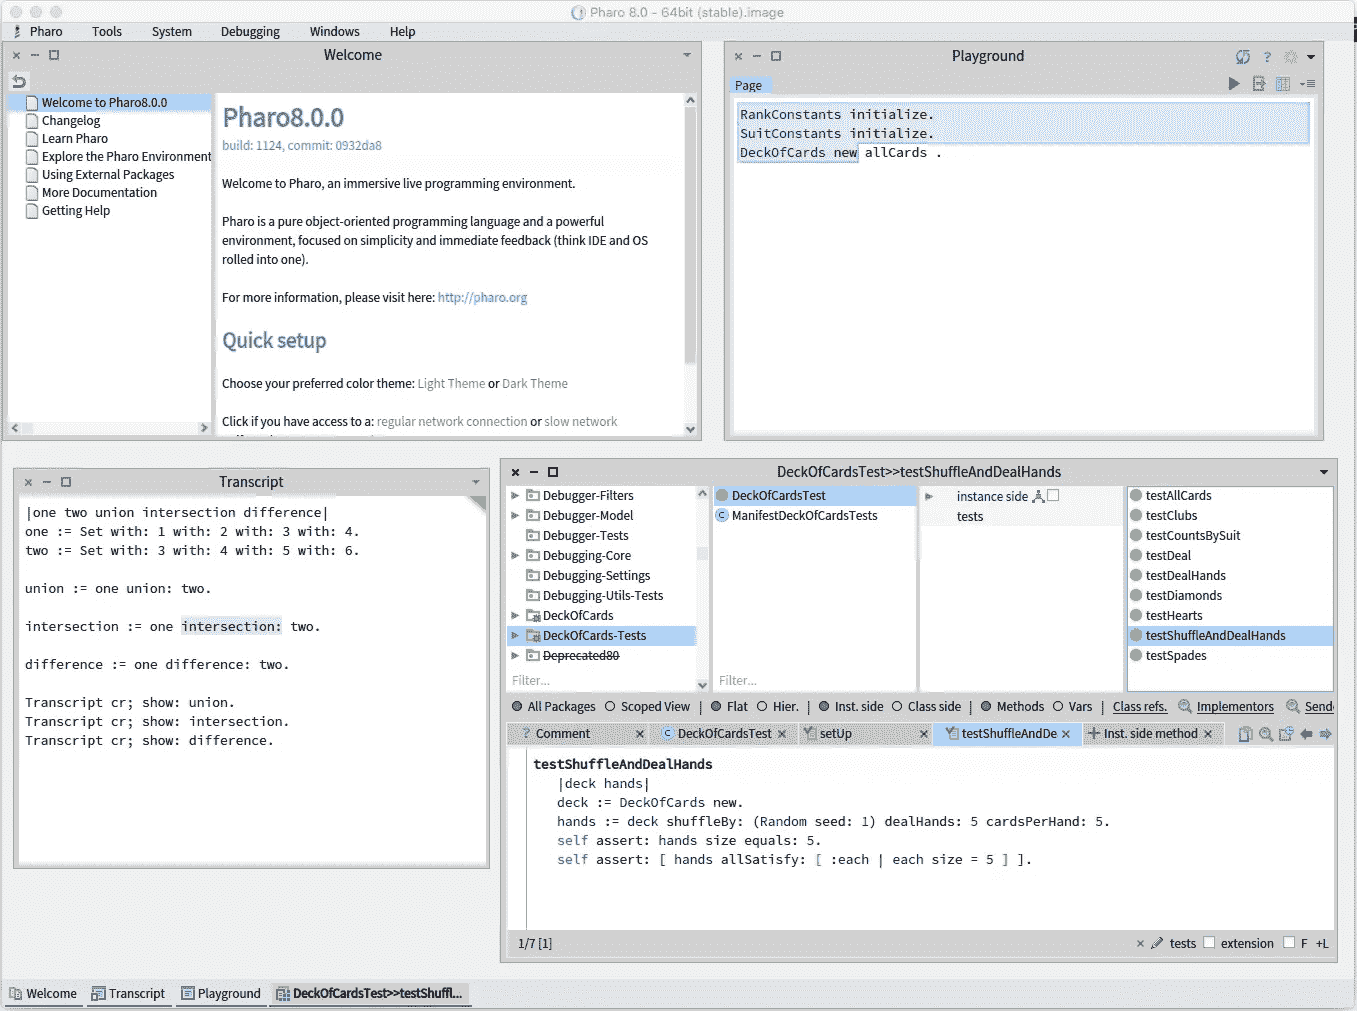 Pharo 8.0 - 64bit (stable).image
Pharo Tools System Debugging Windows Help
Welcome
Welcome to Pharo8.0.0
Changelog
Learn Pharo
Explore the Pharo Environment
Using External Packages
More Documentation
Getting Help
Pharo8.0.0
build: 1124, commit: 0932da8
Welcome to Pharo, an immersive live programming environment.
Pharo is a pure object-oriented programming language and a powerful
environment, focused on simplicity and immediate feedback (think IDE and OS
rolled into one).
For more information, please visit here: http://pharo.org
Quick setup
Choose your preferred color theme: Light Theme or Dark Theme
Click if you have access to a: regular network connection or slow network
Playground
Page
RankConstants initialize.
SuitConstants initialize.
DeckOfCards new allCards .
Transcript
|one two union intersection difference|
one := Set with: 1 with: 2 with: 3 with: 4.
two := Set with: 3 with: 4 with: 5 with: 6.
union := one union: two.
intersection := one intersection: two.
difference := one difference: two.
Transcript cr; show: union.
Transcript cr; show: intersection.
Transcript cr; show: difference.
DeckOfCardsTest>>testShuffleAndDealHands
Debugger-Filters
Debugger-Model
Debugger-Tests
Debugging-Core
Debugging-Settings
Debugging-Utils-Tests
DeckOfCards
DeckOfCards-Tests
Deprecated80
Filter...
DeckOfCardsTest
ManifestDeckOfCardsTests
Filter...
instance side
tests
testAllCards
testClubs
testCountsBySuit
testDeal
testDealHands
testDiamonds
testHearts
testShuffleAndDealHands
testSpades
All Packages Scoped View | Flat Hier. | Inst. side Class side | Methods Vars | Class refs. Implementors Send
? Comment DeckOfCardsTest setUp testShuffleAndDe Inst. side method
testShuffleAndDealHands
|deck hands|
deck := DeckOfCards new.
hands := deck shuffleBy: (Random seed: 1) dealHands: 5 cardsPerHand: 5.
self assert: hands size equals: 5.
self assert: [ hands allSatisfy: [ :each | each size = 5 ] ].
1/7 [1]
tests extension F +L
Welcome Transcript Playground DeckOfCardsTest>>testShuffl...